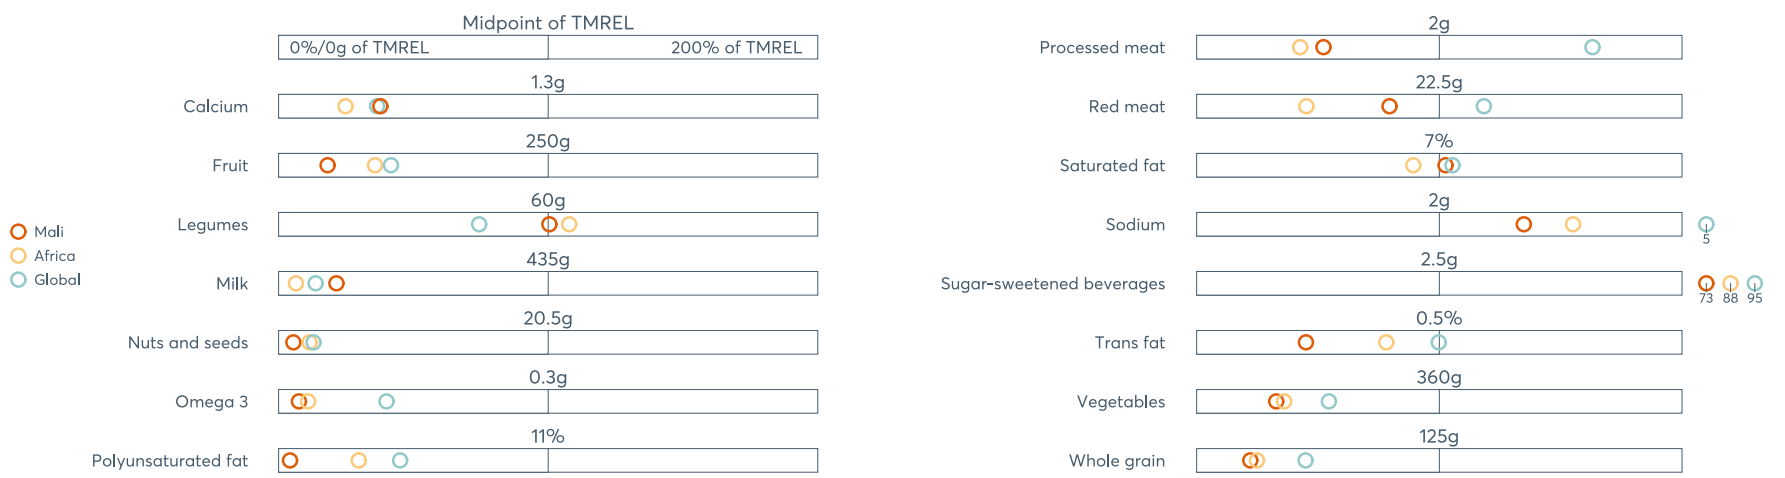 Midpoint of TMREL
0%/0g of TMREL 200% of TMREL
1.3g
Calcium
250g
Fruit
60g
Legumes
435g
Milk
20.5g
Nuts and seeds
0.3g
Omega 3
11%
Polyunsaturated fat
Mali
Africa
Global
2g
Processed meat
22.5g
Red meat
7%
Saturated fat
2g
Sodium
5
2.5g
Sugar-sweetened beverages
73 88 95
0.5%
Trans fat
360g
Vegetables
125g
Whole grain